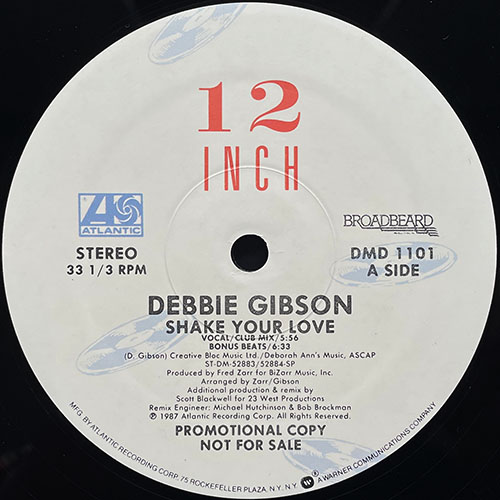 12
INCH
ATLANTIC
BROADBEARD
STEREO
33 1/3 RPM
DMD 1101
A SIDE
DEBBIE GIBSON
SHAKE YOUR LOVE
VOCAL/CLUB MIX/5:56
BONUS BEATS/6:33
(D. Gibson) Creative Bloc Music Ltd./Deborah Ann's Music, ASCAP
ST-DM-52883/52884-SP
Produced by Fred Zarr for BiZarr Music, Inc.
Arranged by Zarr/Gibson
Additional production & remix by
Scott Blackwell for 23 West Productions
Remix Engineer: Michael Hutchinson & Bob Brockman
℗ 1987 Atlantic Recording Corp. All Rights Reserved.
PROMOTIONAL COPY
NOT FOR SALE
MFG. BY ATLANTIC RECORDING CORP. 75 ROCKEFELLER PLAZA, N.Y., N.Y. ® A WARNER COMMUNICATIONS COMPANY